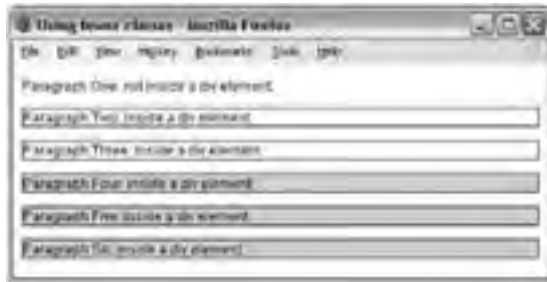 Using … classes - Mozilla Firefox
File Edit View History Bookmarks Tools Help
Paragraph One: not inside a div element.
Paragraph Two: inside a div element.
Paragraph Three: inside a div element.
Paragraph Four: inside a div element.
Paragraph Five: inside a div element.
Paragraph Six: inside a div element.